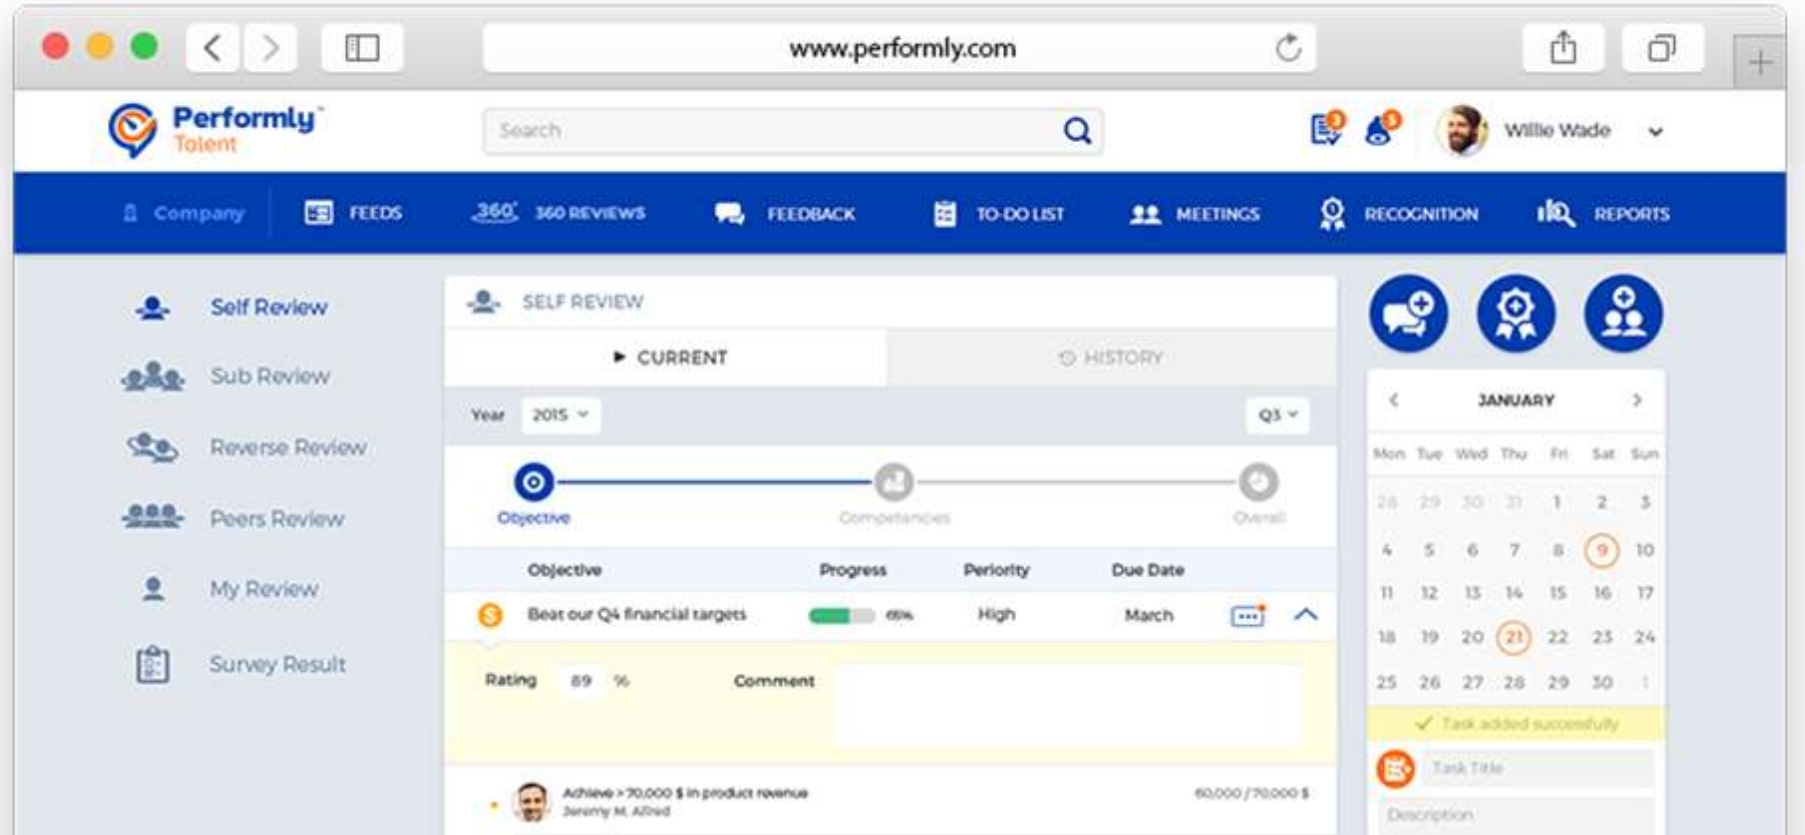 www.performly.com
Performly™
Talent
Search
3
5
Willie Wade
Company
FEEDS
360° 360 REVIEWS
FEEDBACK
TO-DO LIST
MEETINGS
RECOGNITION
REPORTS
Self Review
Sub Review
Reverse Review
Peers Review
My Review
Survey Result
SELF REVIEW
CURRENT
HISTORY
Year 2015
Q3
Objective
Competencies
Overall
Objective Progress Periority Due Date
S Beat our Q4 financial targets 65% High March
Rating 89 % Comment
Achieve > 70,000 $ in product revenue
Jeremy M. Alfred
60,000 / 70,000 $
JANUARY
Mon Tue Wed Thu Fri Sat Sun
28 29 30 31 1 2 3
4 5 6 7 8 9 10
11 12 13 14 15 16 17
18 19 20 21 22 23 24
25 26 27 28 29 30 1
Task added successfully
Task Title
Description